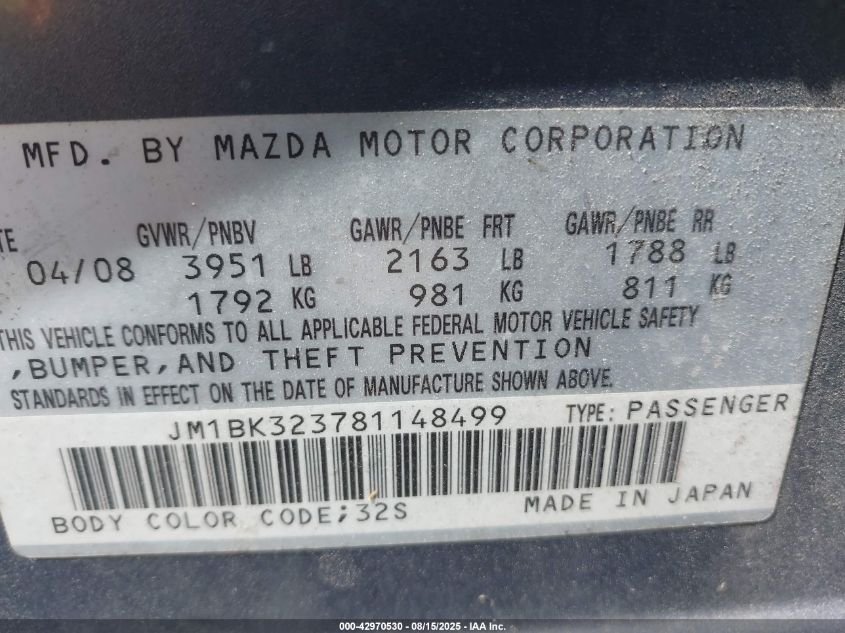 MFD. BY MAZDA MOTOR CORPORATION
TE GVWR/PNBV GAWR/PNBE FRT GAWR/PNBE RR
04/08 3951 LB 2163 LB 1788 LB
1792 KG 981 KG 811 KG
THIS VEHICLE CONFORMS TO ALL APPLICABLE FEDERAL MOTOR VEHICLE SAFETY
,BUMPER,AND THEFT PREVENTION
STANDARDS IN EFFECT ON THE DATE OF MANUFACTURE SHOWN ABOVE.
JM1BK323781148499 TYPE: PASSENGER
BODY COLOR CODE;32S MADE IN JAPAN
000-42970530 - 08/15/2025 - IAA Inc.